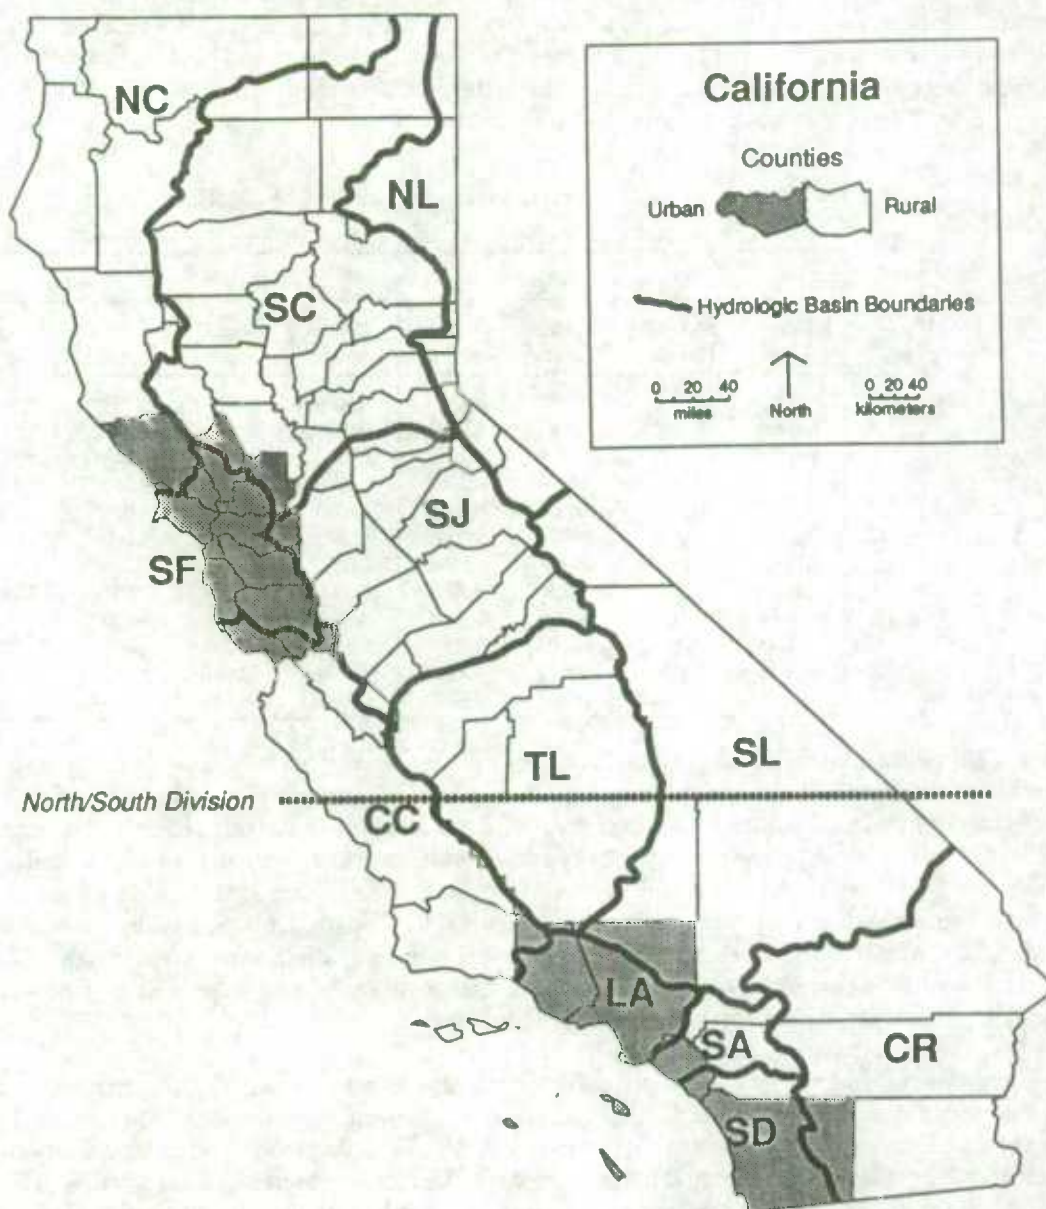 California
Counties
Urban
Rural
Hydrologic Basin Boundaries
0 20 40
miles
North
0 20 40
kilometers
NC
NL
SC
SJ
SF
TL
SL
North/South Division
CC
LA
SA
CR
SD